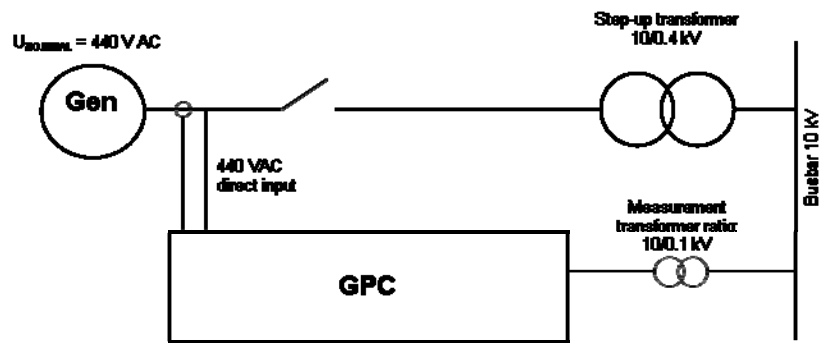 Step-up transformer
10/0.4 kV
U_NOMINAL = 440 V AC
Gen
440 VAC
direct input
Busbar 10 kV
Measurement
transformer ratio:
10/0.1 kV
GPC